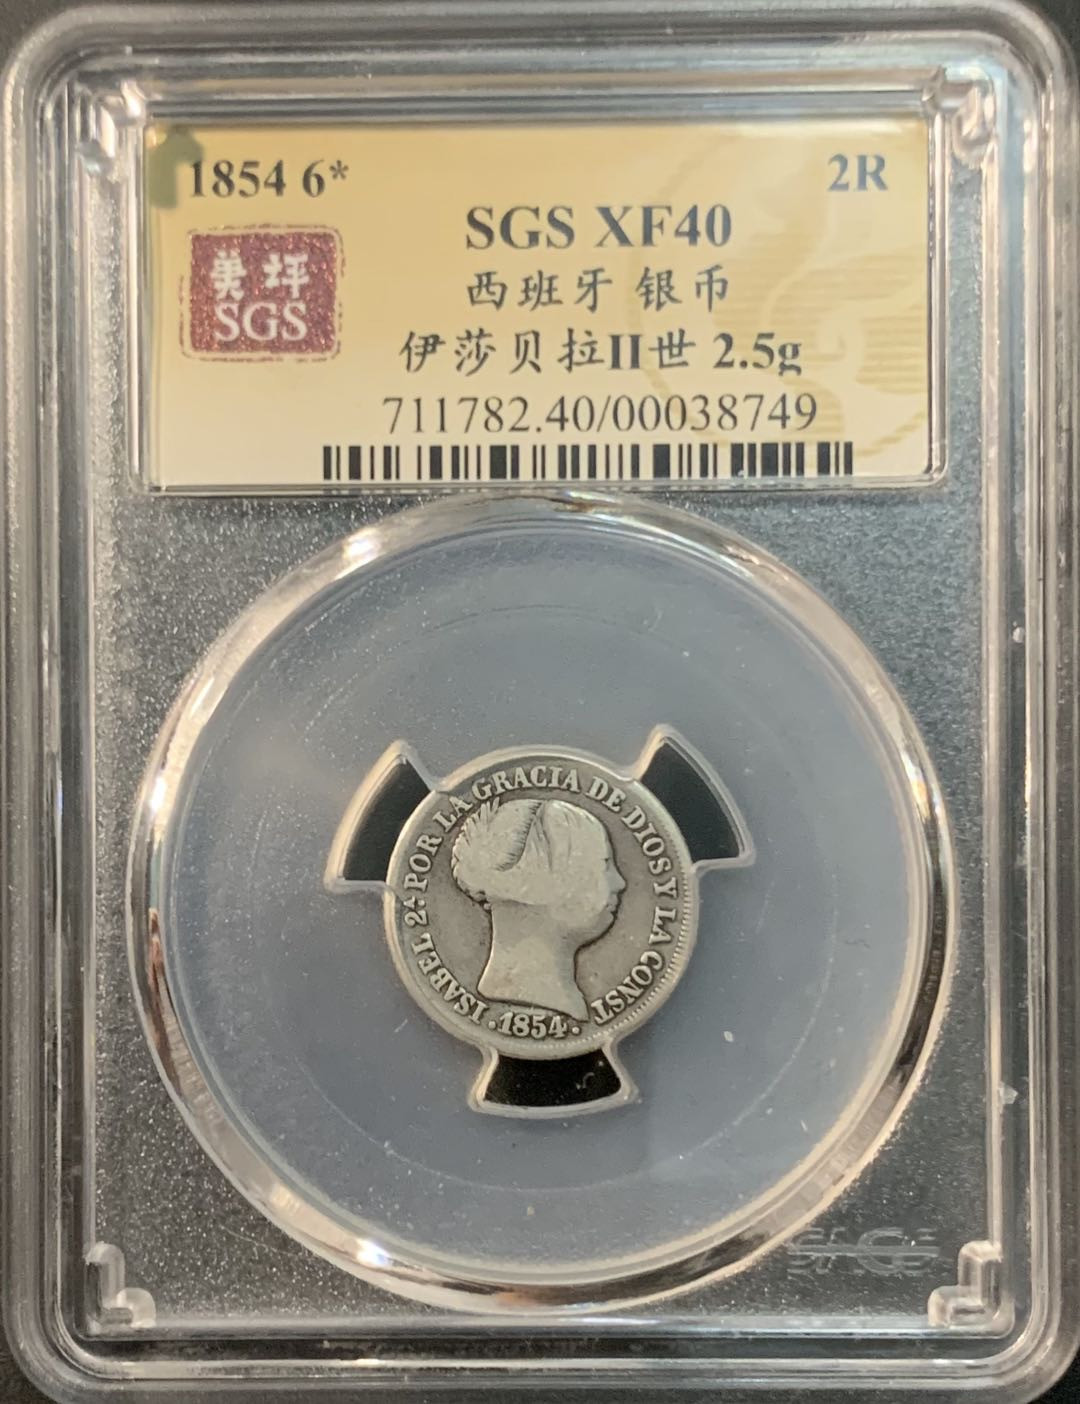 1854 6* 2R
SGS XF40
西班牙 银币
伊莎贝拉II世 2.5g
美坪
SGS
711782.40/00038749
ISABEL 2ª POR LA GRACIA DE DIOS Y LA CONST
·1854·